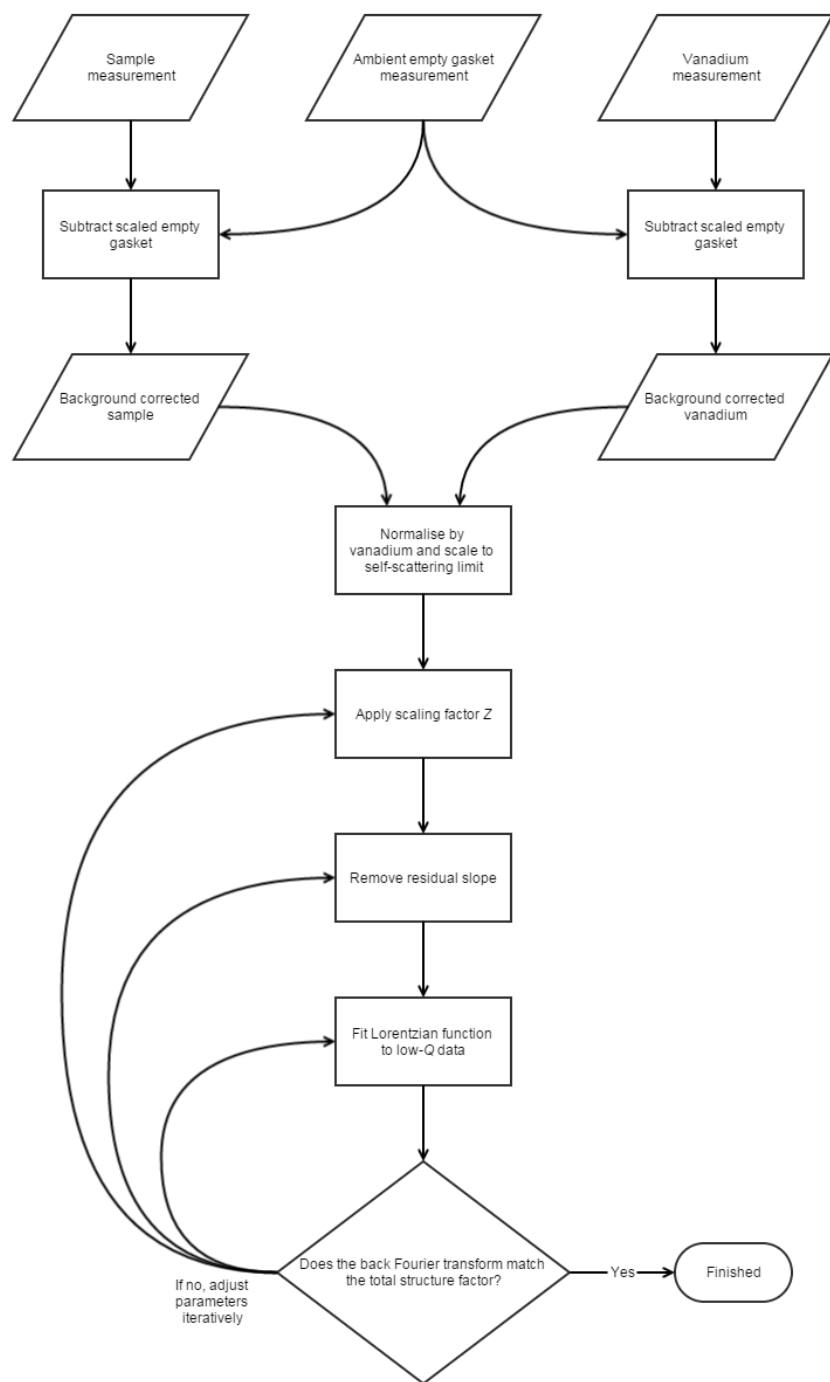 Sample
measurement
Ambient empty gasket
measurement
Vanadium
measurement
Subtract scaled empty
gasket
Subtract scaled empty
gasket
Background corrected
sample
Background corrected
vanadium
Normalise by
vanadium and scale to
self-scattering limit
Apply scaling factor Z
Remove residual slope
Fit Lorentzian function
to low-Q data
Does the back Fourier transform match
the total structure factor?
Yes
Finished
If no, adjust
parameters
iteratively